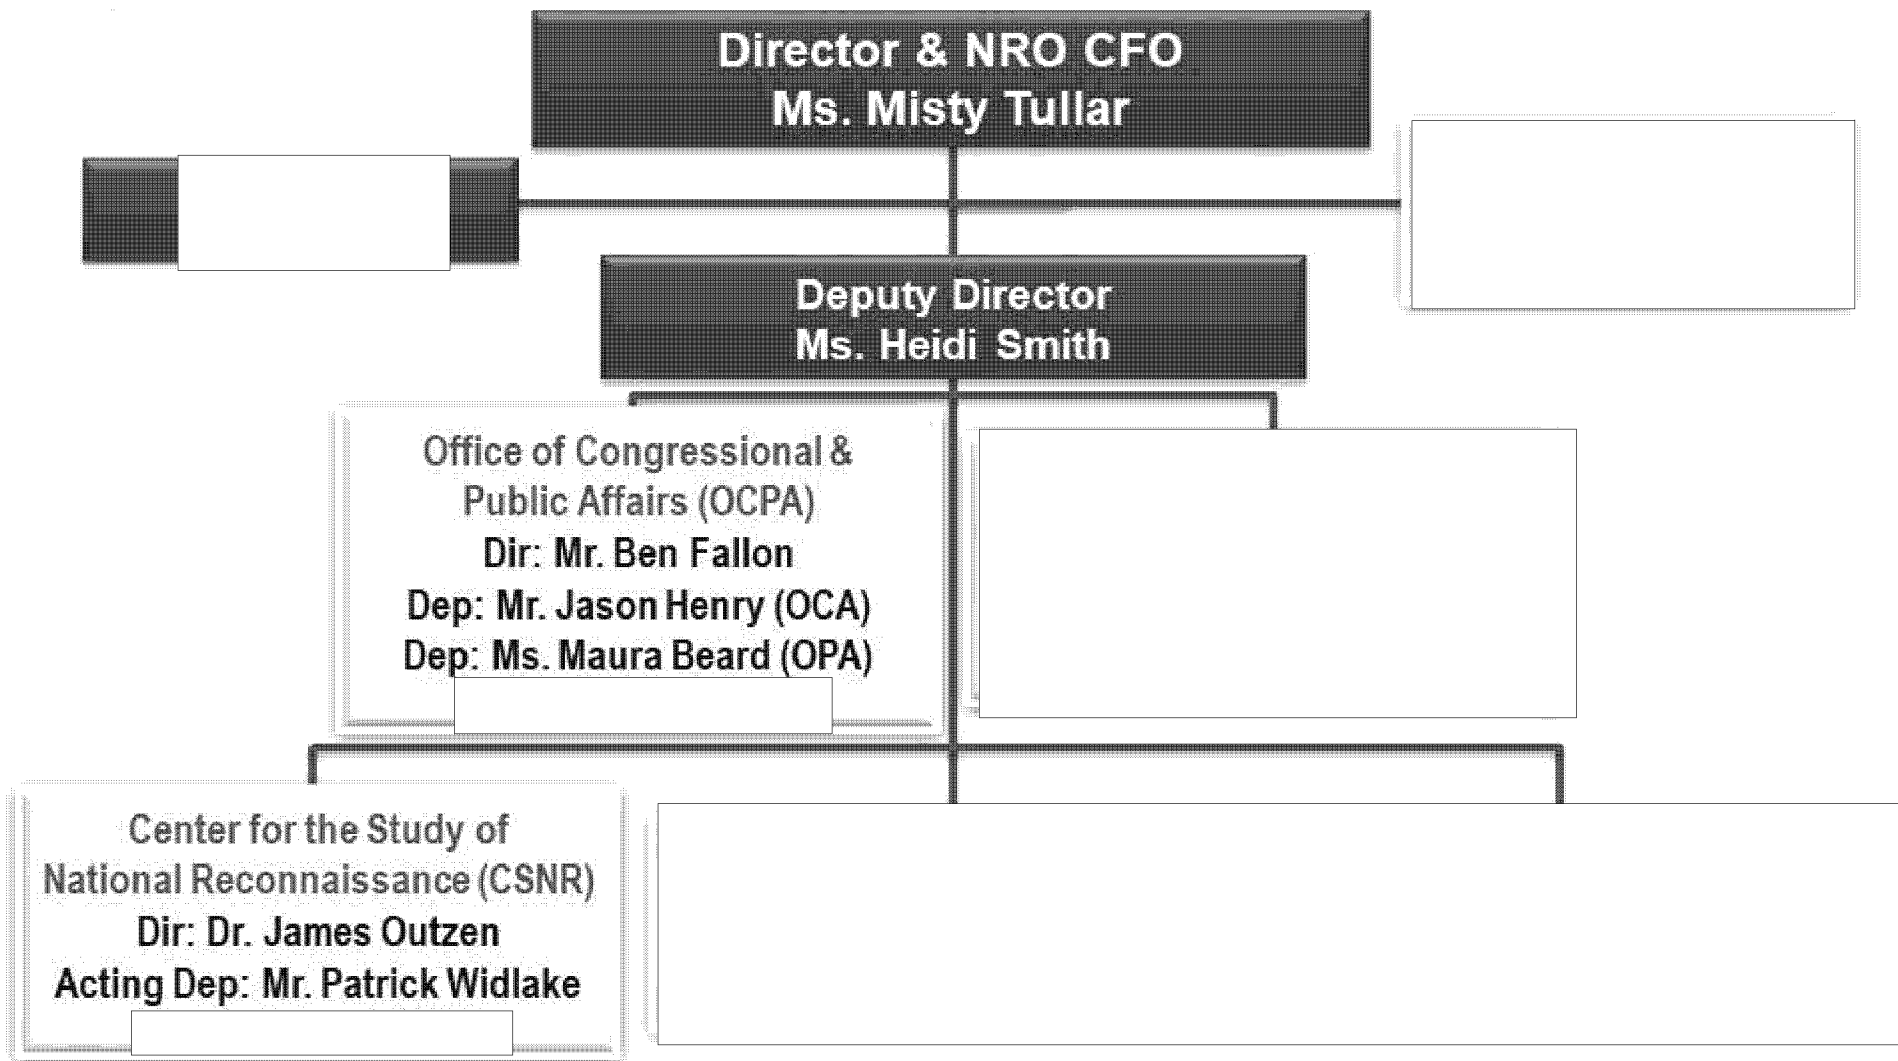 Director & NRO CFO
Ms. Misty Tullar
Deputy Director
Ms. Heidi Smith
Office of Congressional &
Public Affairs (OCPA)
Dir: Mr. Ben Fallon
Dep: Mr. Jason Henry (OCA)
Dep: Ms. Maura Beard (OPA)
Center for the Study of
National Reconnaissance (CSNR)
Dir: Dr. James Outzen
Acting Dep: Mr. Patrick Widlake